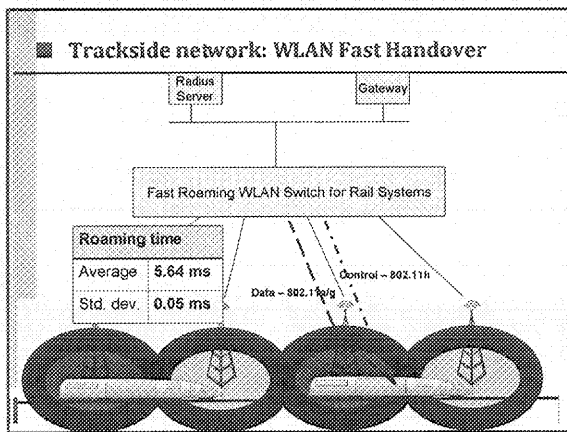 Trackside network: WLAN Fast Handover
Radius
Server
Gateway
Fast Roeming WLAN Switch for Rail Systems
Roaming time
Average 5.64 ms
Std. dev. 0.05 ms
Control ~ 802.11h
Data ~ 802.11a/g